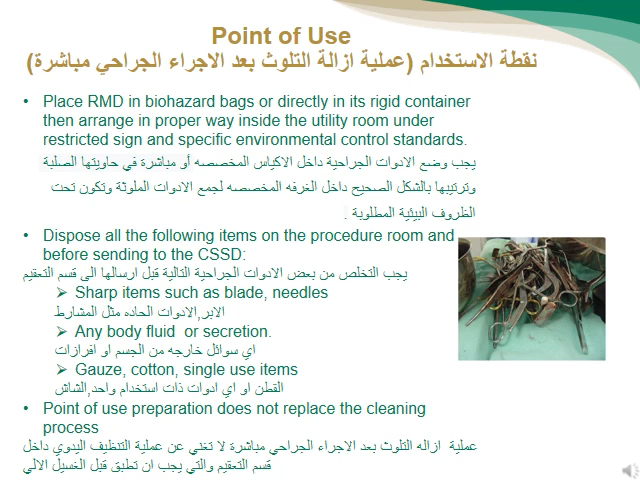 Point of Use
نقطة الاستخدام (عملية ازالة التلوث بعد الاجراء الجراحي مباشرة)
• Place RMD in biohazard bags or directly in its rigid container
then arrange in proper way inside the utility room under
restricted sign and specific environmental control standards.
يجب وضع الادوات الجراحية داخل الاكياس المخصصه أو مباشرة في حاويتها الصلبة
وترتيبها بالشكل الصحيح داخل الغرفه المخصصه لجمع الادوات الملوثة وتكون تحت
الظروف البيئية المطلوبة .
• Dispose all the following items on the procedure room and
before sending to the CSSD:
يجب التخلص من بعض الادوات الجراحية التالية قبل ارسالها الى قسم التعقيم
➢ Sharp items such as blade, needles
الابر,الادوات الحاده مثل المشارط
➢ Any body fluid or secretion.
اي سوائل خارجه من الجسم او افرازات
➢ Gauze, cotton, single use items
القطن او اي ادوات ذات استخدام واحد,الشاش
• Point of use preparation does not replace the cleaning
process
عملية ازاله التلوث بعد الاجراء الجراحي مباشرة لا تغني عن عملية التنظيف اليدوي داخل
قسم التعقيم والتي يجب ان تطبق قبل الغسيل الالي